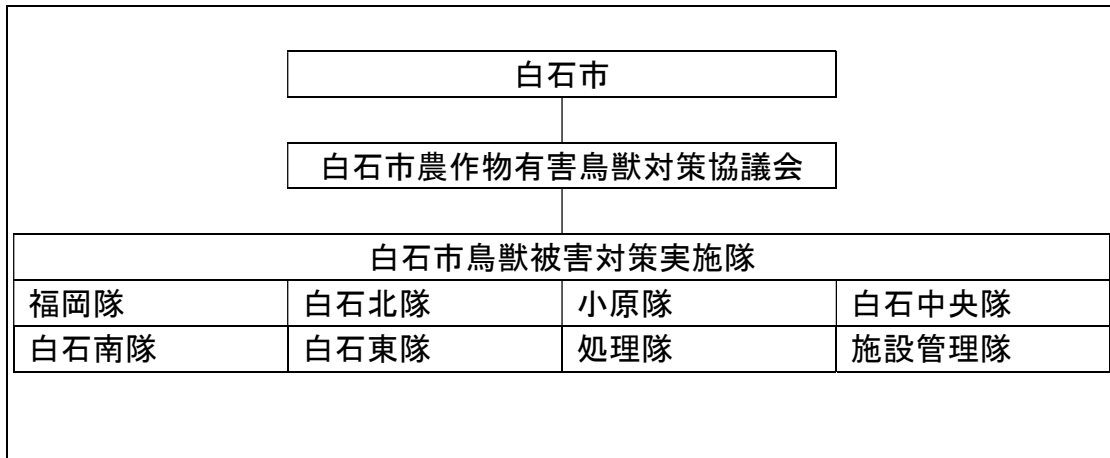 白石市
白石市農作物有害鳥獣対策協議会
白石市鳥獣被害対策実施隊
福岡隊 白石北隊 小原隊 白石中央隊
白石南隊 白石東隊 処理隊 施設管理隊